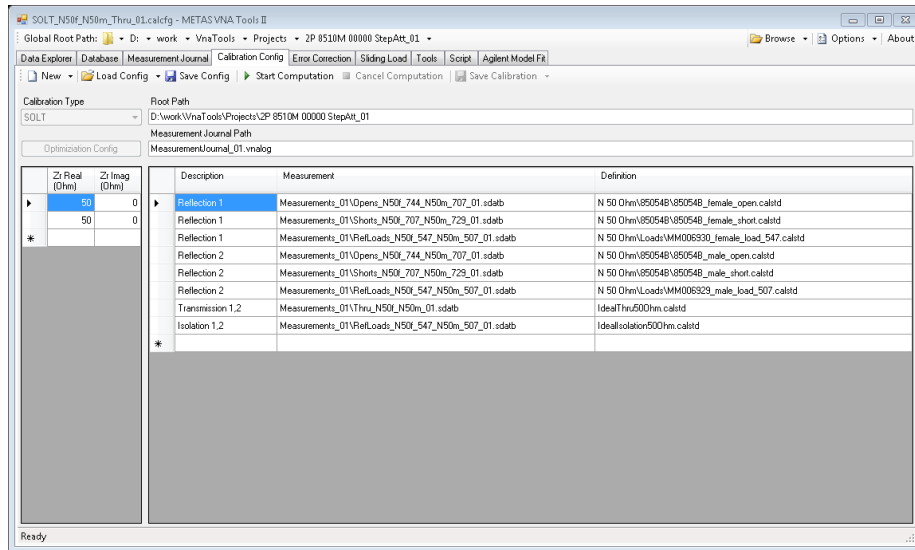 SOLT_N50f_N50m_Thru_01.calcfg - METAS VNA Tools II
Global Root Path: D: work VnaTools Projects 2P 8510M 00000 StepAtt_01 Browse Options About
Data Explorer Database Measurement Journal Calibration Config Error Correction Sliding Load Tools Script Agilent Model Fit
New Load Config Save Config Start Computation Cancel Computation Save Calibration
Calibration Type Root Path
SOLT D:\work\VnaTools\Projects\2P 8510M 00000 StepAtt_01
Measurement Journal Path
Optimiziation Config MeasurementJournal_01.vnalog
Zr Real (Ohm) Zr Imag (Ohm) Description Measurement Definition
50 0 Reflection 1 Measurements_01\Opens_N50f_744_N50m_707_01.sdatb N 50 Ohm\85054B\85054B_female_open.calstd
50 0 Reflection 1 Measurements_01\Shorts_N50f_707_N50m_729_01.sdatb N 50 Ohm\85054B\85054B_female_short.calstd
Reflection 1 Measurements_01\RefLoads_N50f_547_N50m_507_01.sdatb N 50 Ohm\Loads\MM006930_female_load_547.calstd
Reflection 2 Measurements_01\Opens_N50f_744_N50m_707_01.sdatb N 50 Ohm\85054B\85054B_male_open.calstd
Reflection 2 Measurements_01\Shorts_N50f_707_N50m_729_01.sdatb N 50 Ohm\85054B\85054B_male_short.calstd
Reflection 2 Measurements_01\RefLoads_N50f_547_N50m_507_01.sdatb N 50 Ohm\Loads\MM006929_male_load_507.calstd
Transmission 1,2 Measurements_01\Thru_N50f_N50m_01.sdatb IdealThru50Ohm.calstd
Isolation 1,2 Measurements_01\RefLoads_N50f_547_N50m_507_01.sdatb IdealIsolation50Ohm.calstd
Ready